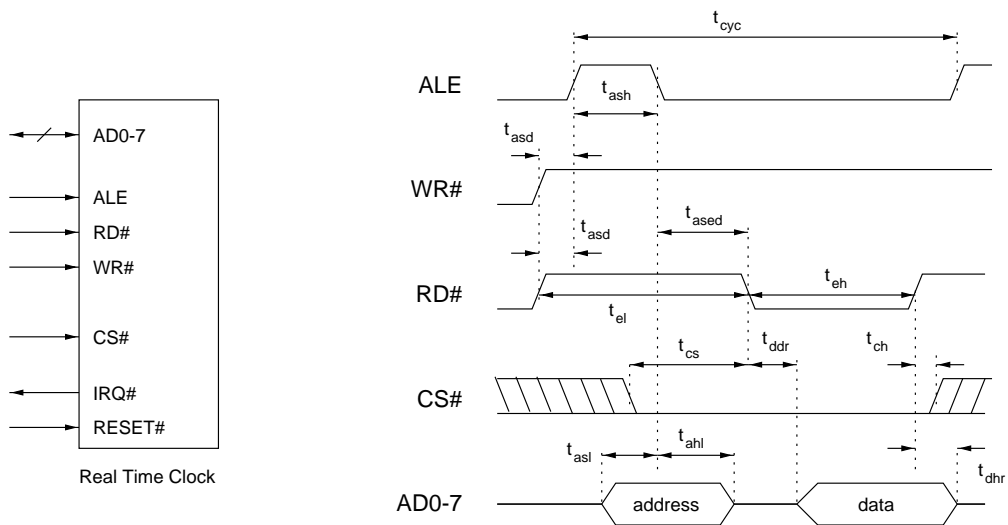 AD0-7
ALE
RD#
WR#
CS#
IRQ#
RESET#
Real Time Clock
t_cyc
ALE
t_ash
t_asd
WR#
t_asd
t_ased
RD#
t_el
t_eh
t_cs
t_ddr
t_ch
CS#
t_asl
t_ahl
t_dhr
AD0-7
address
data